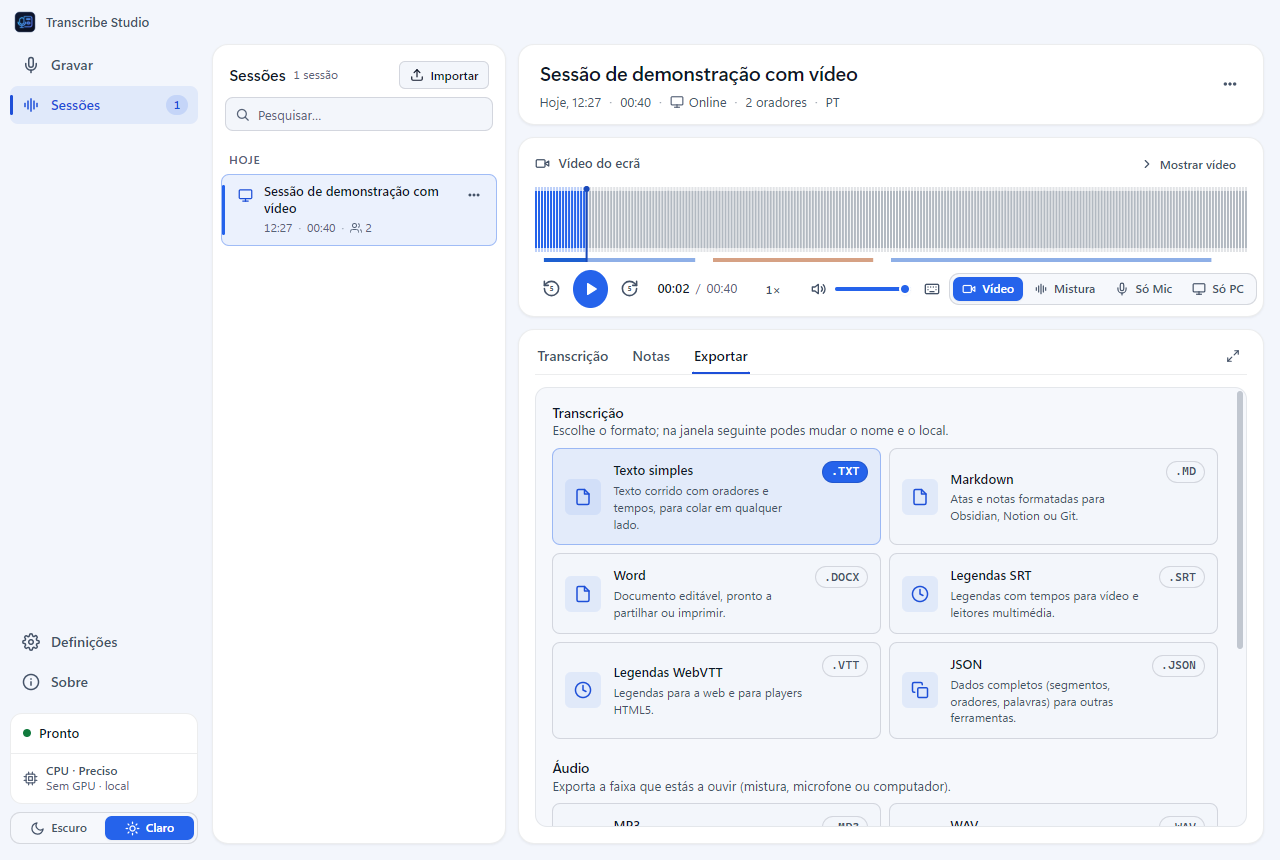 Transcribe Studio
Gravar
Sessões 1
Definições
Sobre
Pronto
CPU · Preciso
Sem GPU · local
Escuro Claro
Sessões 1 sessão Importar
Pesquisar...
HOJE
Sessão de demonstração com
vídeo
12:27 · 00:40 · 2
Sessão de demonstração com vídeo
Hoje, 12:27 · 00:40 · Online · 2 oradores · PT
Vídeo do ecrã Mostrar vídeo
5 5 00:02 / 00:40 1× Vídeo Mistura Só Mic Só PC
Transcrição Notas Exportar
Transcrição
Escolhe o formato; na janela seguinte podes mudar o nome e o local.
Texto simples .TXT
Texto corrido com oradores e
tempos, para colar em qualquer
lado.
Markdown .MD
Atas e notas formatadas para
Obsidian, Notion ou Git.
Word .DOCX
Documento editável, pronto a
partilhar ou imprimir.
Legendas SRT .SRT
Legendas com tempos para vídeo e
leitores multimédia.
Legendas WebVTT .VTT
Legendas para a web e para players
HTML5.
JSON .JSON
Dados completos (segmentos,
oradores, palavras) para outras
ferramentas.
Áudio
Exporta a faixa que estás a ouvir (mistura, microfone ou computador).
MP3 .MP3
WAV .WAV